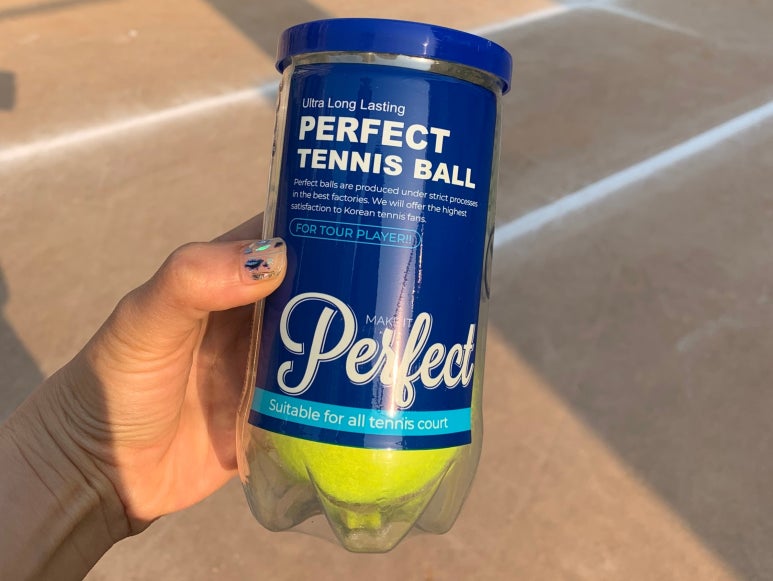 Ultra Long Lasting
PERFECT
TENNIS BALL
Perfect balls are produced under strict processes
in the best factories. We will offer the highest
satisfaction to Korean tennis fans.
FOR TOUR PLAYER!!
MAKE IT
Perfect
Suitable for all tennis court